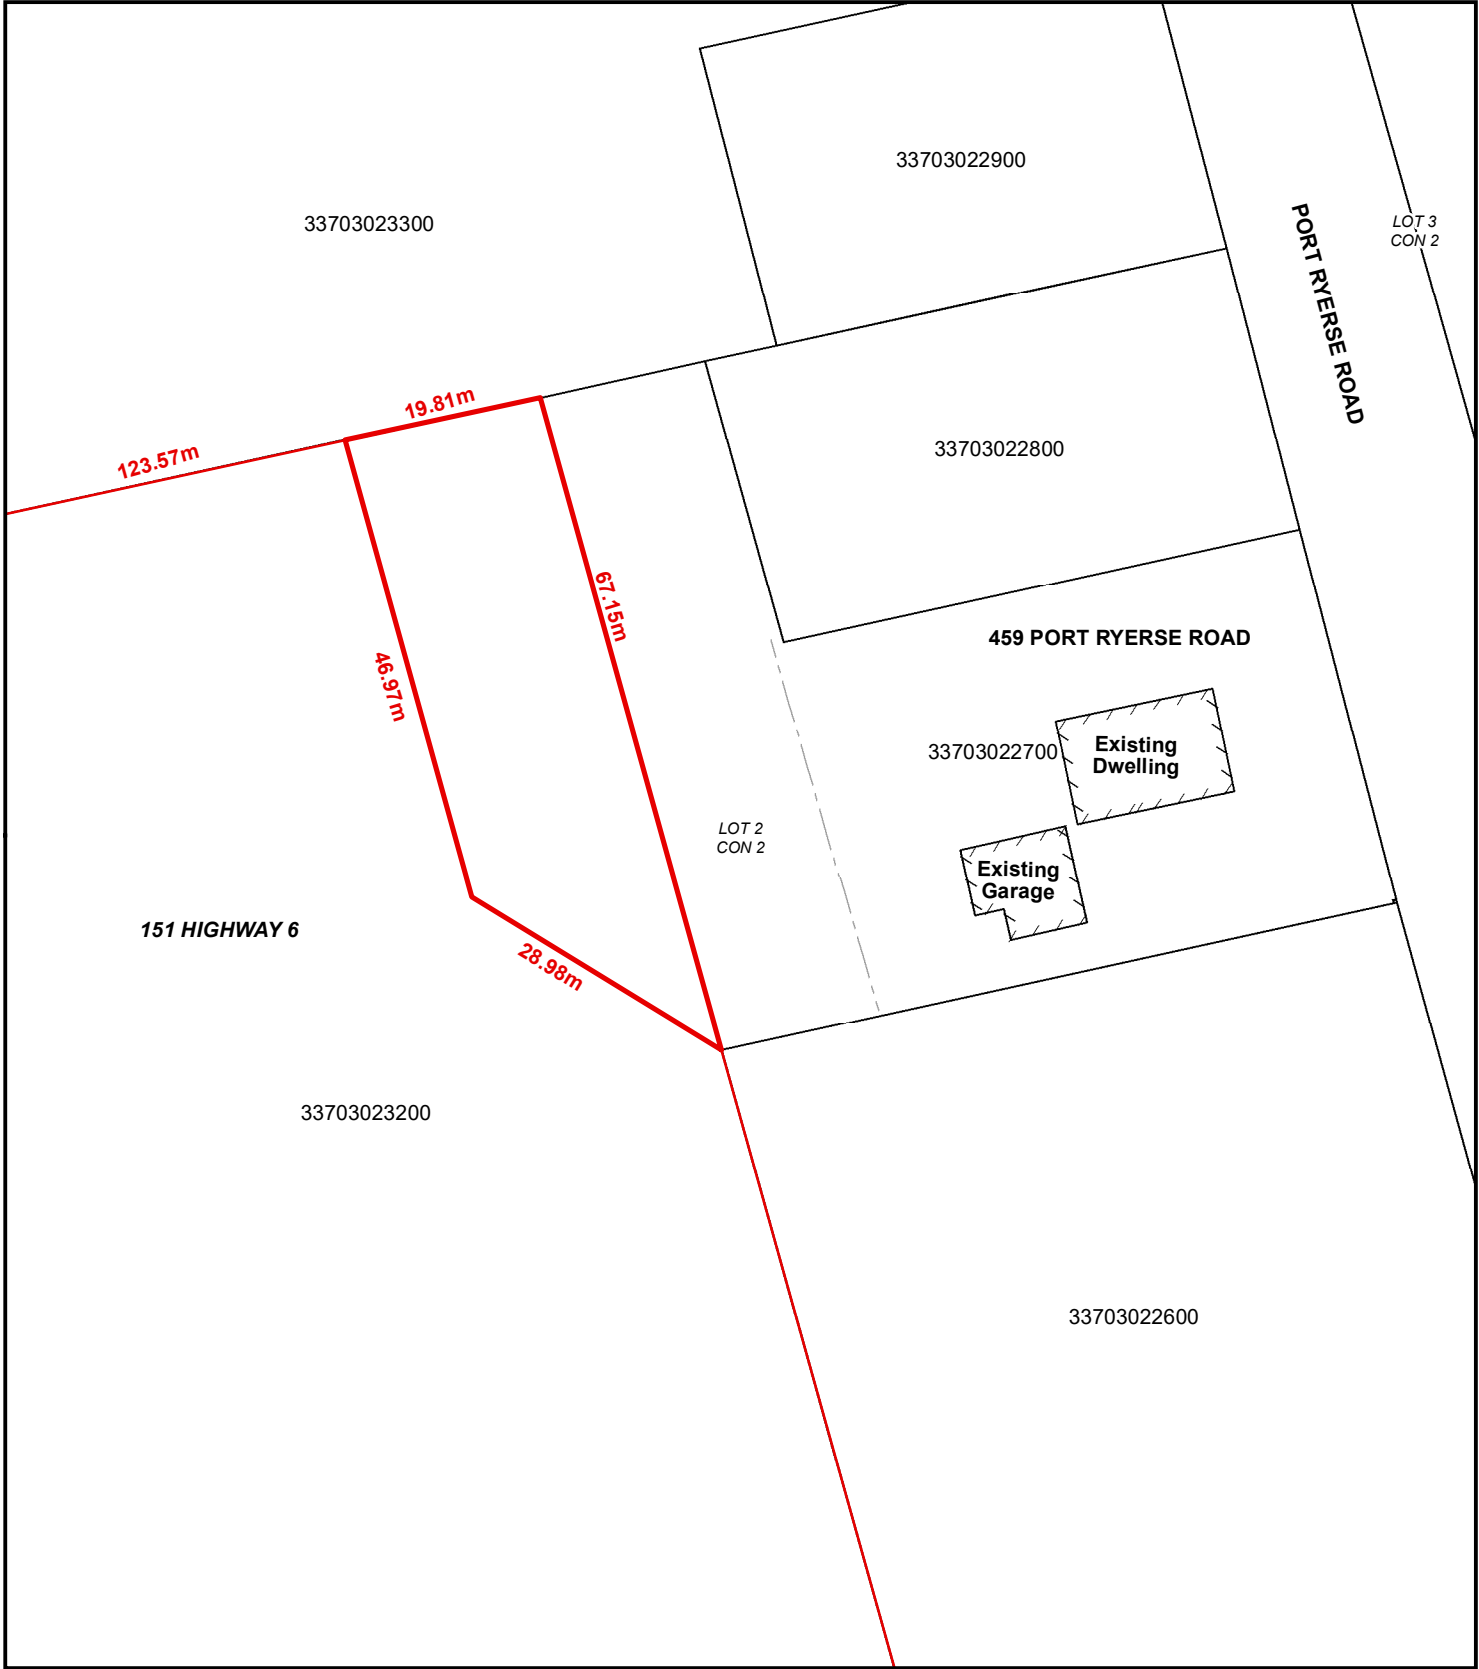 33703022900
33703023300
PORT RYERSE ROAD
LOT 3
CON 2
19.81m
123.57m
33703022800
67.15m
459 PORT RYERSE ROAD
46.97m
33703022700
Existing
Dwelling
LOT 2
CON 2
Existing
Garage
151 HIGHWAY 6
28.98m
33703023200
33703022600